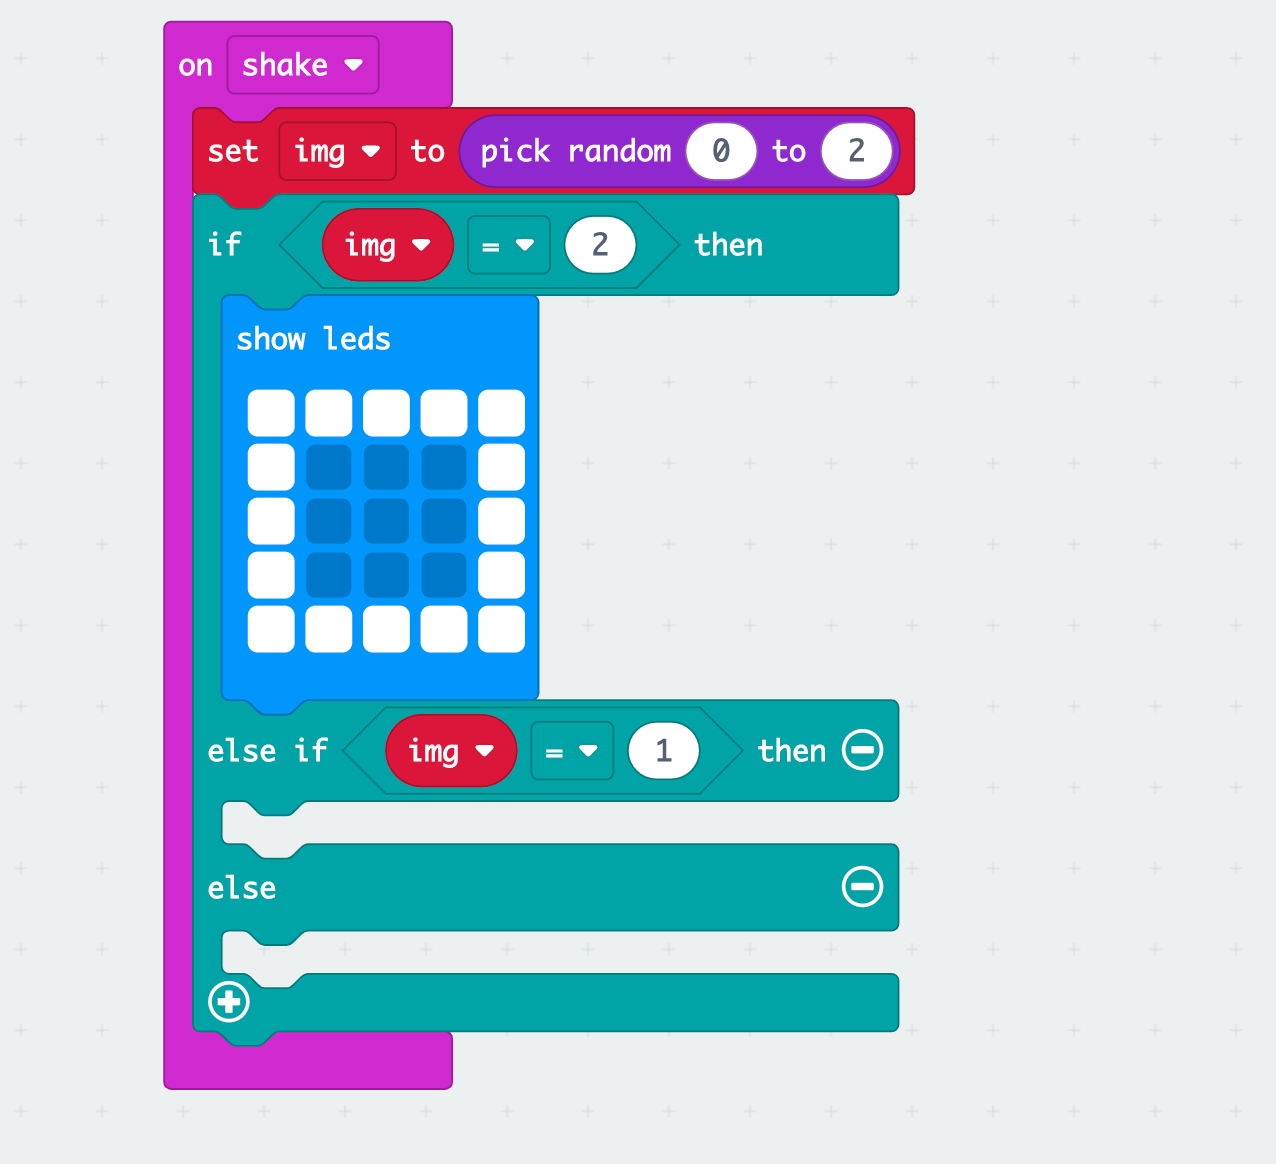 on shake
set img to pick random 0 to 2
if img = 2 then
show leds
else if img = 1 then
else